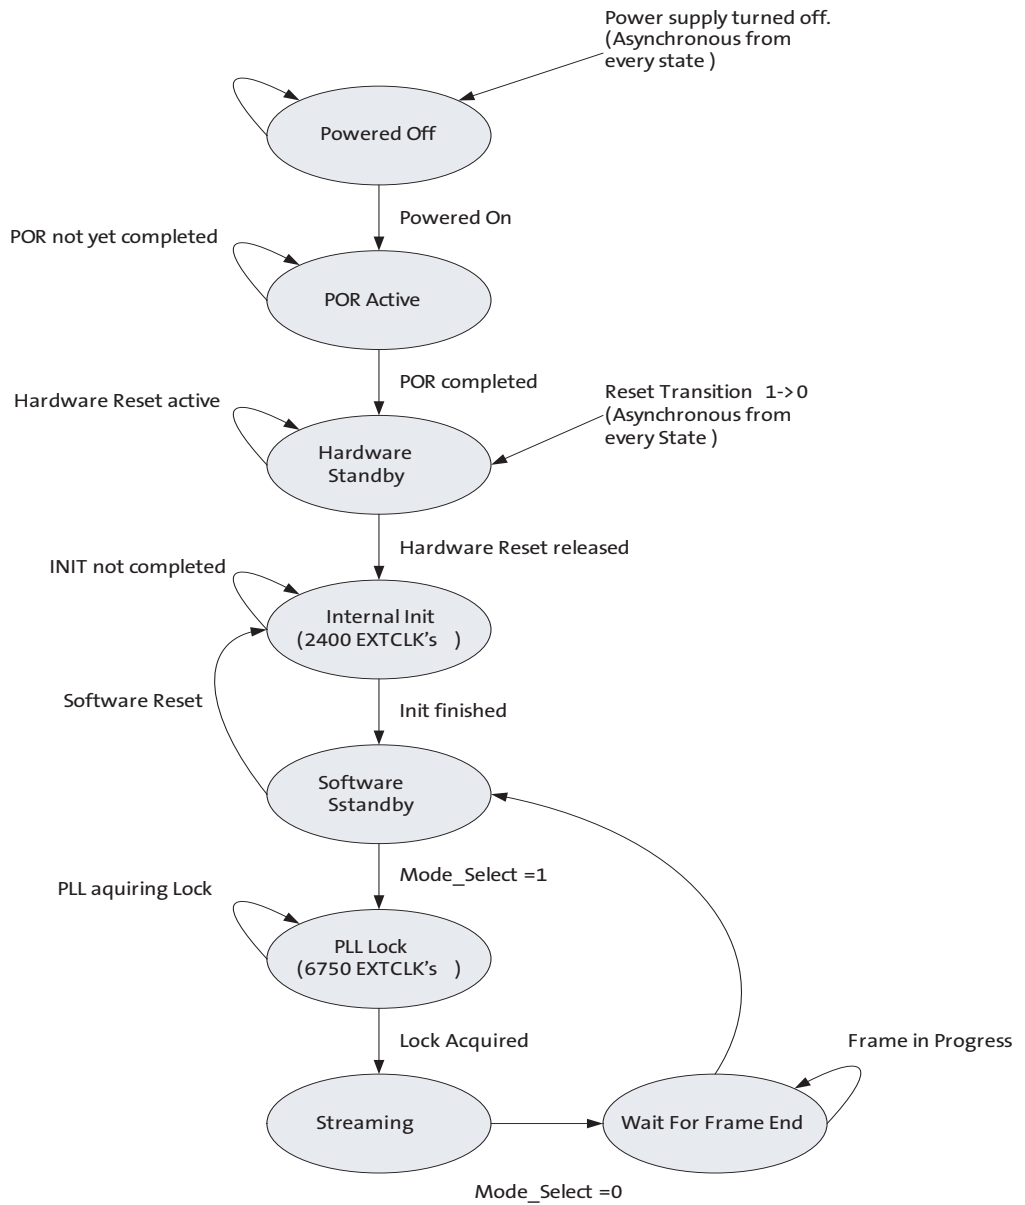 Power supply turned off.
(Asynchronous from
every state )
Powered Off
Powered On
POR not yet completed
POR Active
POR completed
Hardware Reset active
Reset Transition 1->0
(Asynchronous from
every State )
Hardware
Standby
Hardware Reset released
INIT not completed
Internal Init
(2400 EXTCLK's )
Software Reset
Init finished
Software
Sstandby
Mode_Select =1
PLL aquiring Lock
PLL Lock
(6750 EXTCLK's )
Lock Acquired
Frame in Progress
Streaming
Wait For Frame End
Mode_Select =0